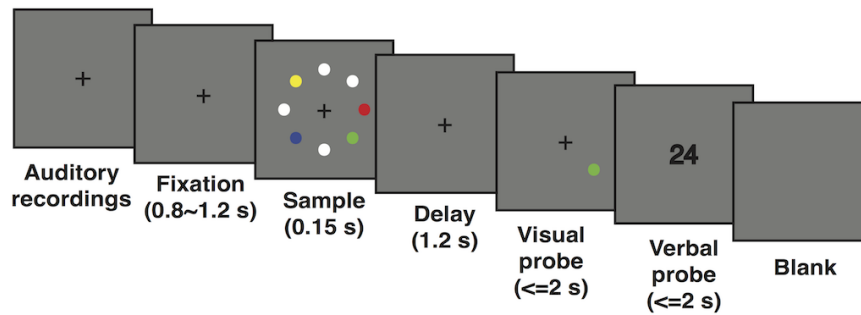 Auditory
recordings
Fixation
(0.8~1.2 s)
Sample
(0.15 s)
Delay
(1.2 s)
Visual
probe
(<=2 s)
24
Verbal
probe
(<=2 s)
Blank